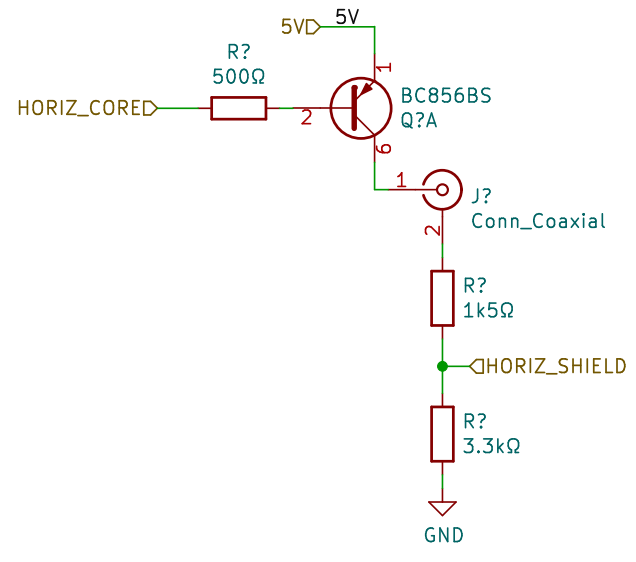 5V
5V
R?
500Ω
HORIZ_CORE
1
2
BC856BS
Q?A
6
1
J?
Conn_Coaxial
2
R?
1k5Ω
HORIZ_SHIELD
R?
3.3kΩ
GND